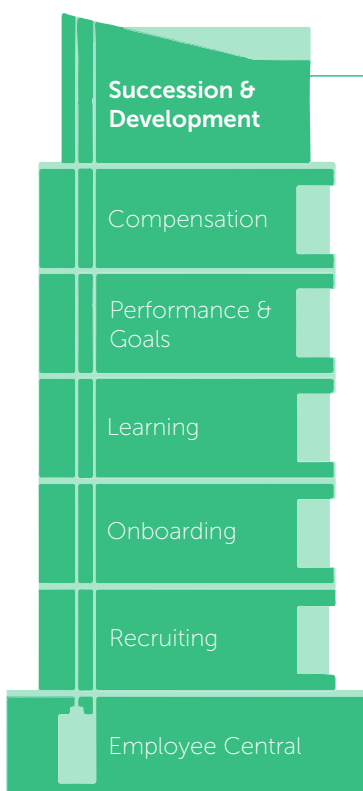 Succession &
Development
Compensation
Performance &
Goals
Learning
Onboarding
Recruiting
Employee Central